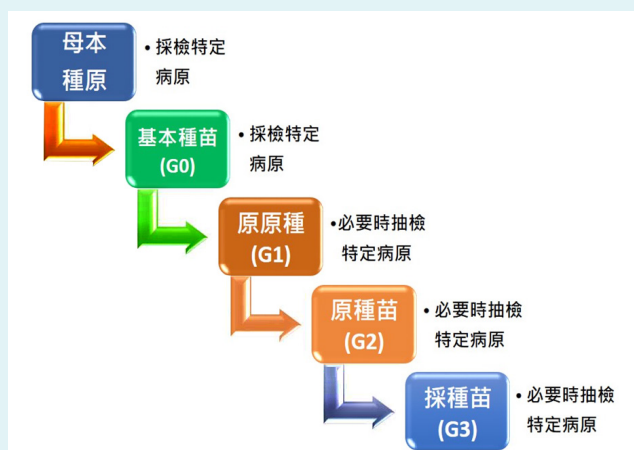 母本
種原
• 採檢特定
病原
基本種苗
(G0)
• 採檢特定
病原
原原種
(G1)
• 必要時抽檢
特定病原
原種苗
(G2)
• 必要時抽檢
特定病原
採種苗
(G3)
• 必要時抽檢
特定病原